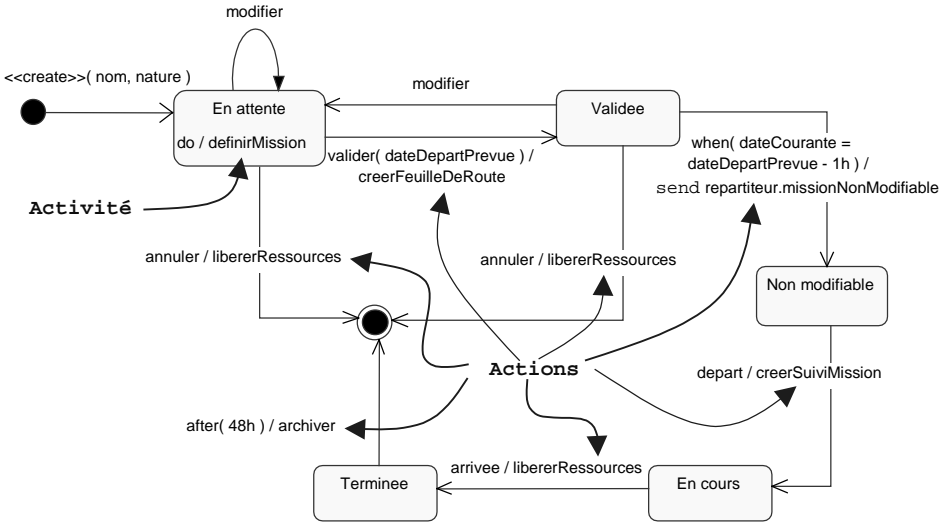 modifier
<<create>>( nom, nature )
modifier
En attente
Validee
do / definirMission
valider( dateDepartPrevue ) /
creerFeuilleDeRoute
when( dateCourante =
dateDepartPrevue - 1h ) /
send repartiteur.missionNonModifiable
Activité
annuler / libererRessources
annuler / libererRessources
Non modifiable
Actions
depart / creerSuiviMission
after( 48h ) / archiver
arrivee / libererRessources
Terminee
En cours